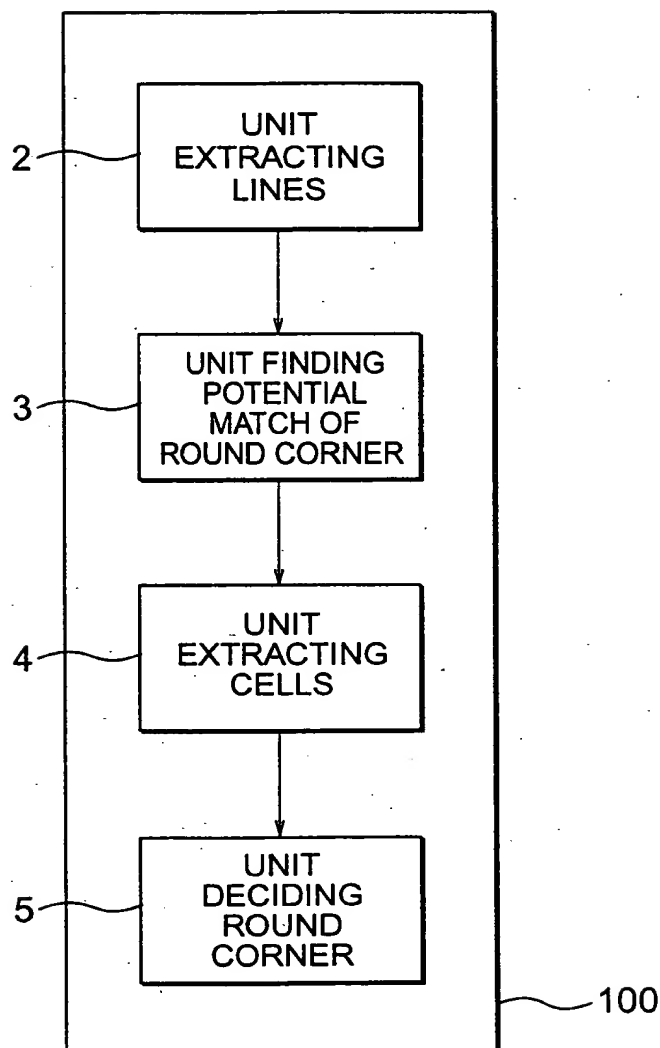 UNIT
EXTRACTING
LINES
2
UNIT FINDING
POTENTIAL
MATCH OF
ROUND CORNER
3
UNIT
EXTRACTING
CELLS
4
UNIT
DECIDING
ROUND
CORNER
5
100